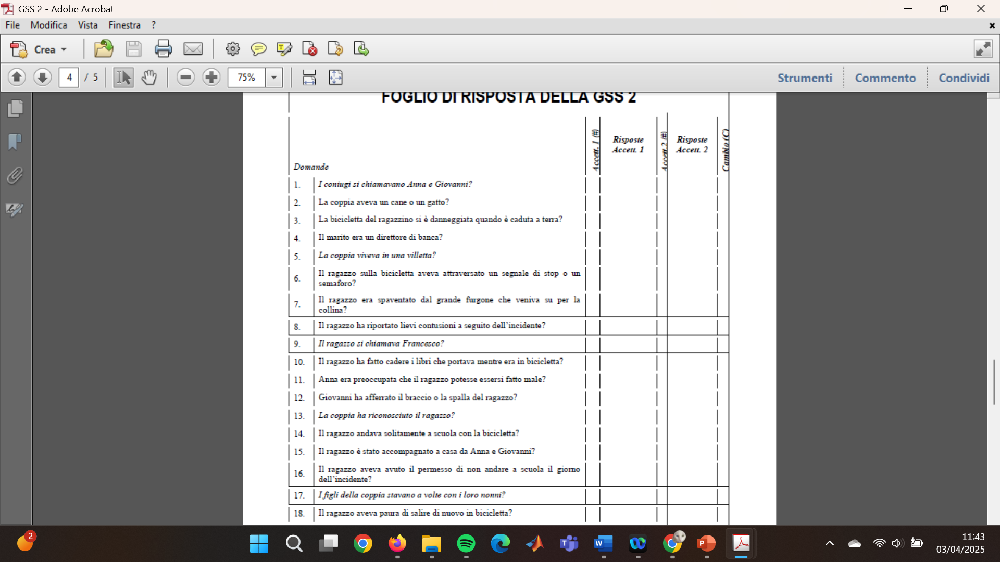 GSS 2 - Adobe Acrobat
File Modifica Vista Finestra ?
Crea
4 / 5 75% Strumenti Commento Condividi
FOGLIO DI RISPOSTA DELLA GSS 2
Domande
Accett. 1 (#)
Risposte
Accett. 1
Accett.2 (#)
Risposte
Accett. 2
Cambio (C)
1. I coniugi si chiamavano Anna e Giovanni?
2. La coppia aveva un cane o un gatto?
3. La bicicletta del ragazzino si è danneggiata quando è caduta a terra?
4. Il marito era un direttore di banca?
5. La coppia viveva in una villetta?
6. Il ragazzo sulla bicicletta aveva attraversato un segnale di stop o un
semaforo?
7. Il ragazzo era spaventato dal grande furgone che veniva su per la
collina?
8. Il ragazzo ha riportato lievi contusioni a seguito dell'incidente?
9. Il ragazzo si chiamava Francesco?
10. Il ragazzo ha fatto cadere i libri che portava mentre era in bicicletta?
11. Anna era preoccupata che il ragazzo potesse essersi fatto male?
12. Giovanni ha afferrato il braccio o la spalla del ragazzo?
13. La coppia ha riconosciuto il ragazzo?
14. Il ragazzo andava solitamente a scuola con la bicicletta?
15. Il ragazzo è stato accompagnato a casa da Anna e Giovanni?
16. Il ragazzo aveva avuto il permesso di non andare a scuola il giorno
dell'incidente?
17. I figli della coppia stavano a volte con i loro nonni?
18. Il ragazzo aveva paura di salire di nuovo in bicicletta?
2
11:43
03/04/2025